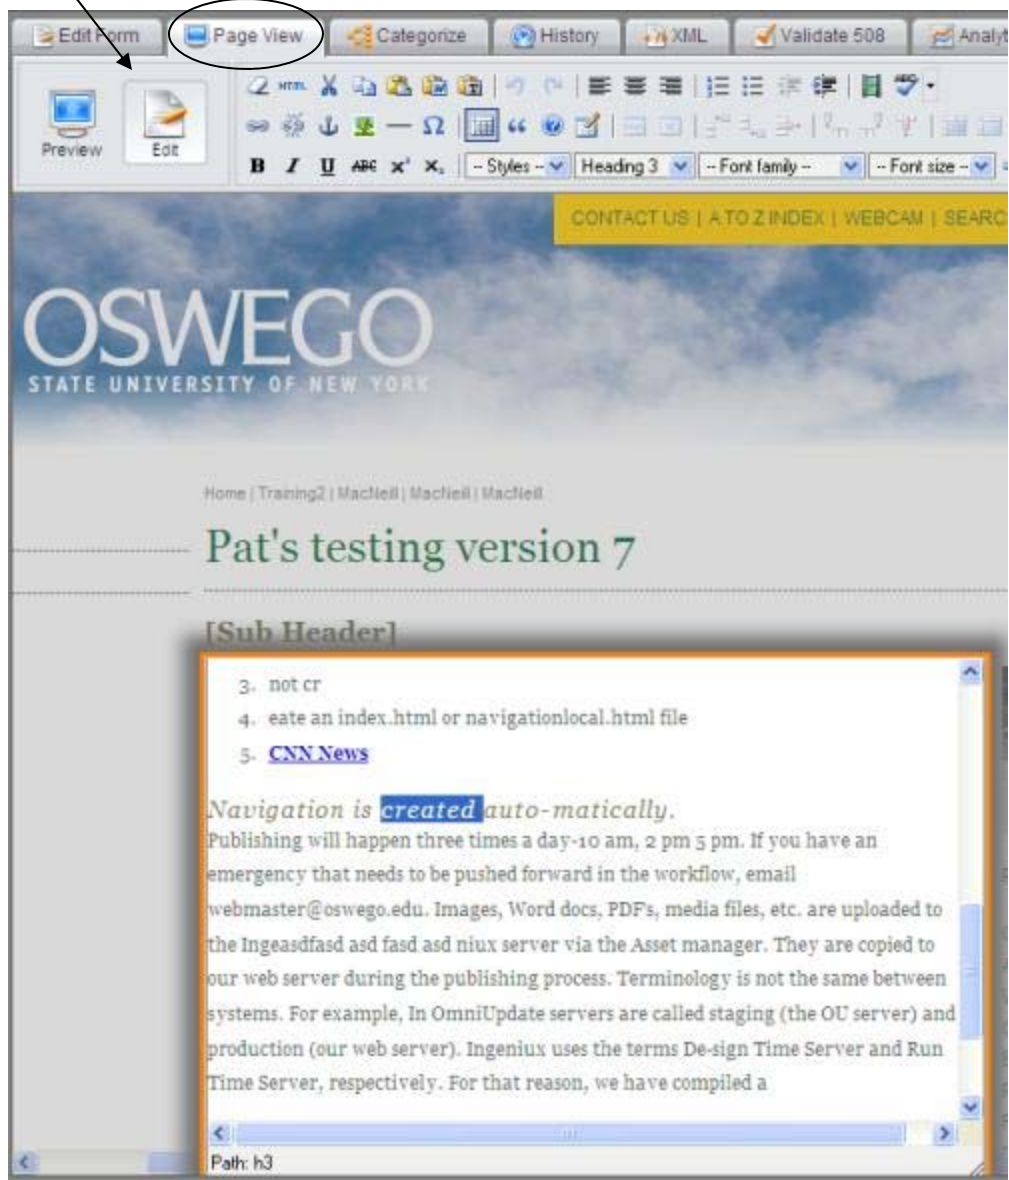 Edit Form Page View Categorize History XML Validate 508 Analyt
HTML
Preview Edit
B I U ABC x² x₂ -- Styles -- Heading 3 -- Font family -- -- Font size --
CONTACT US | A TO Z INDEX | WEBCAM | SEARC
OSWEGO
STATE UNIVERSITY OF NEW YORK
Home | Training2 | MacNeill | MacNeill | MacNeill
Pat's testing version 7
[Sub Header]
3. not cr
4. eate an index.html or navigationlocal.html file
5. CNN News
Navigation is created auto-matically.
Publishing will happen three times a day-10 am, 2 pm 5 pm. If you have an
emergency that needs to be pushed forward in the workflow, email
webmaster@oswego.edu. Images, Word docs, PDF's, media files, etc. are uploaded to
the Ingeasdfasd asd fasd asd niux server via the Asset manager. They are copied to
our web server during the publishing process. Terminology is not the same between
systems. For example, In OmniUpdate servers are called staging (the OU server) and
production (our web server). Ingeniux uses the terms De-sign Time Server and Run
Time Server, respectively. For that reason, we have compiled a
Path: h3